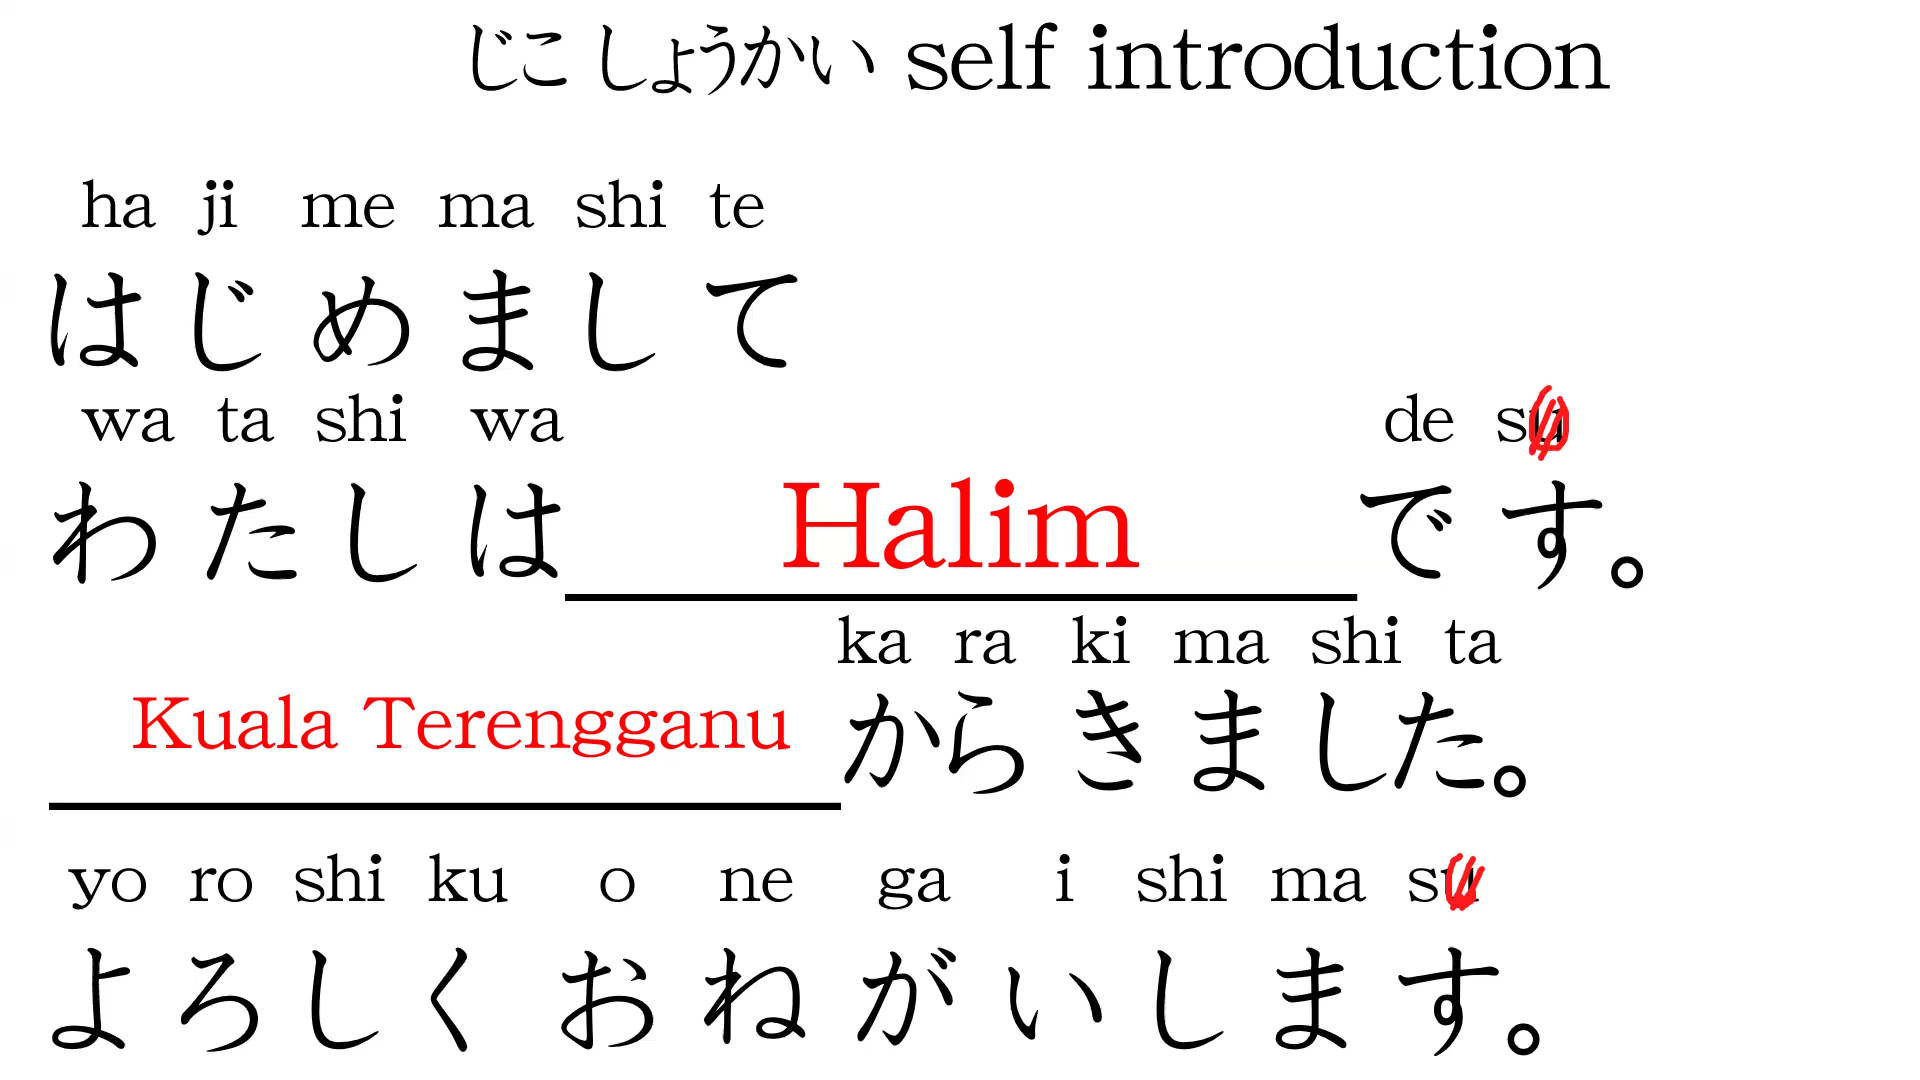 じこ しょうかい self introduction
ha ji me ma shi te
はじめまして
wa ta shi wa de su
わたしは Halim です。
ka ra ki ma shi ta
Kuala Terengganu からきました。
yo ro shi ku o ne ga i shi ma su
よろしくおねがいします。